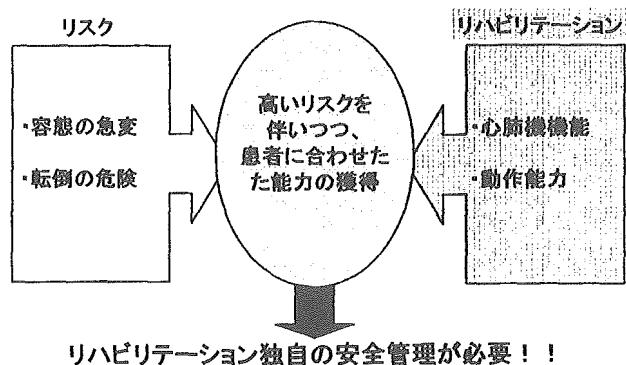 リスク
・容態の急変
・転倒の危険
高いリスクを
伴いつつ、
患者に合わせた
た能力の獲得
リハビリテーション
・心肺機機能
・動作能力
リハビリテーション独自の安全管理が必要！！